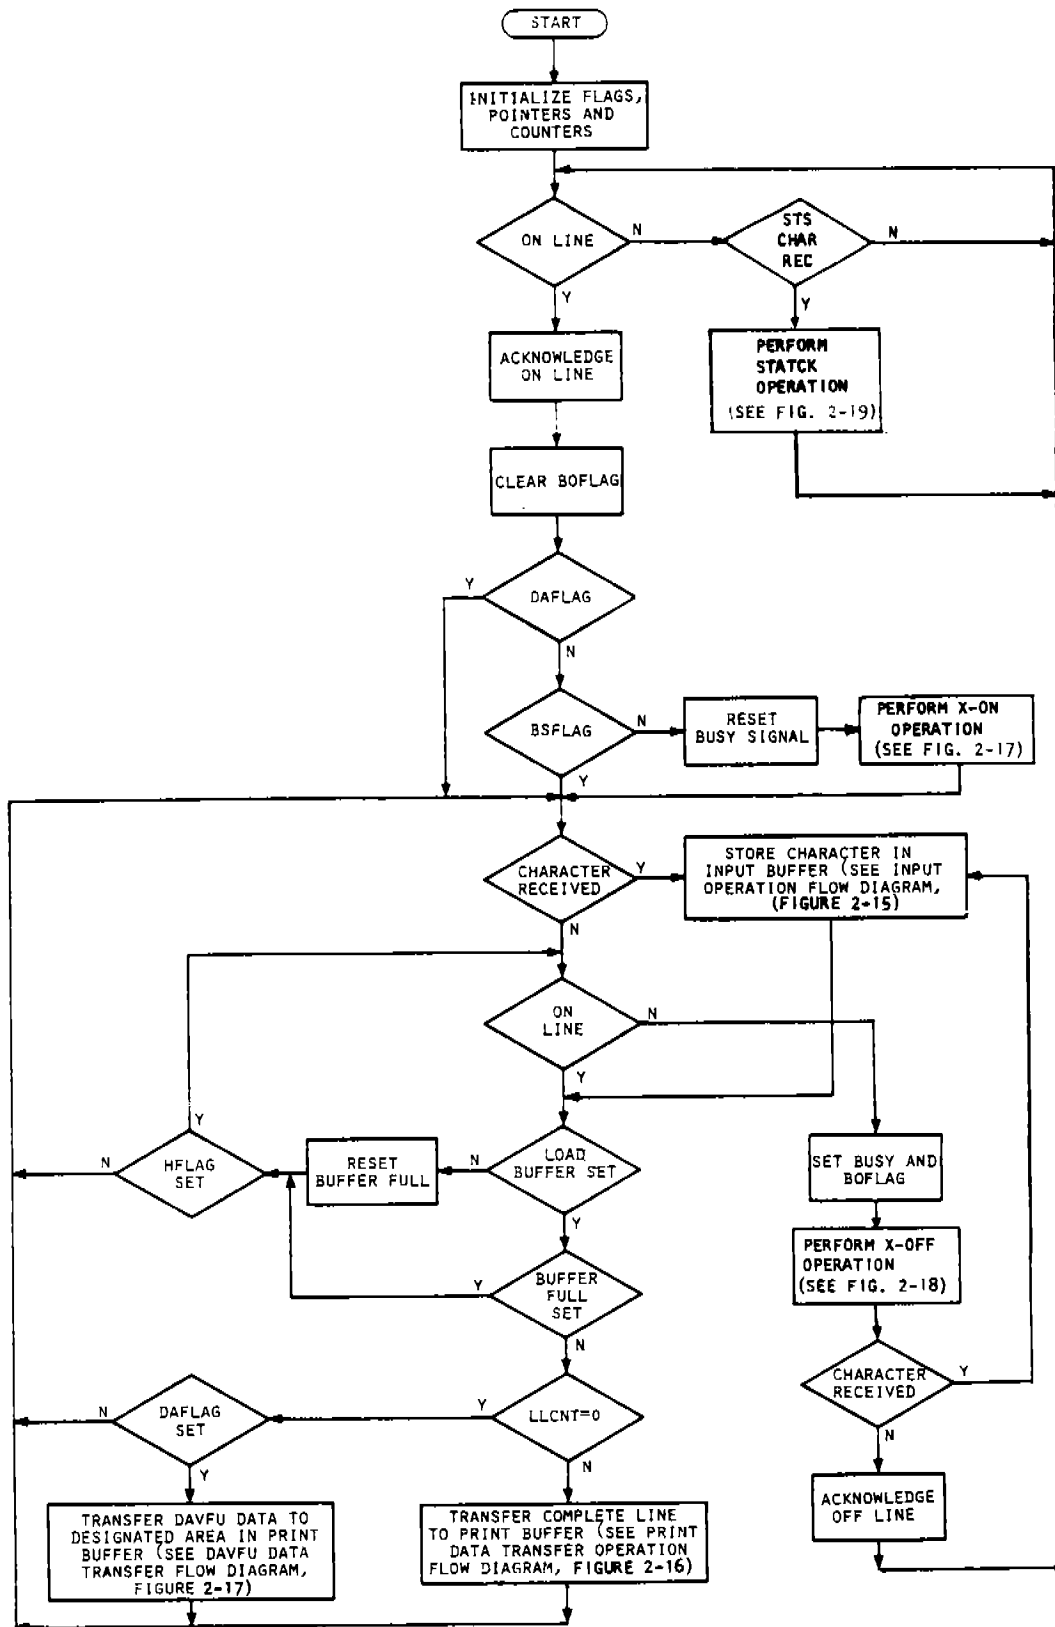 START
INITIALIZE FLAGS,
POINTERS AND
COUNTERS
ON LINE
N
STS
CHAR
REC
N
Y
Y
ACKNOWLEDGE
ON LINE
PERFORM
STATCK
OPERATION
(SEE FIG. 2-19)
CLEAR BOFLAG
Y
DAFLAG
N
BSFLAG
N
RESET
BUSY SIGNAL
PERFORM X-ON
OPERATION
(SEE FIG. 2-17)
Y
CHARACTER
RECEIVED
Y
STORE CHARACTER IN
INPUT BUFFER (SEE INPUT
OPERATION FLOW DIAGRAM,
(FIGURE 2-15)
N
ON
LINE
N
Y
Y
HFLAG
SET
N
RESET
BUFFER FULL
N
LOAD
BUFFER SET
SET BUSY AND
BOFLAG
Y
PERFORM X-OFF
OPERATION
(SEE FIG. 2-18)
Y
BUFFER
FULL
SET
N
CHARACTER
RECEIVED
Y
N
DAFLAG
SET
N
Y
LLCNT=0
Y
N
N
ACKNOWLEDGE
OFF LINE
TRANSFER DAVFU DATA TO
DESIGNATED AREA IN PRINT
BUFFER (SEE DAVFU DATA
TRANSFER FLOW DIAGRAM,
FIGURE 2-17)
TRANSFER COMPLETE LINE
TO PRINT BUFFER (SEE PRINT
DATA TRANSFER OPERATION
FLOW DIAGRAM, FIGURE 2-16)